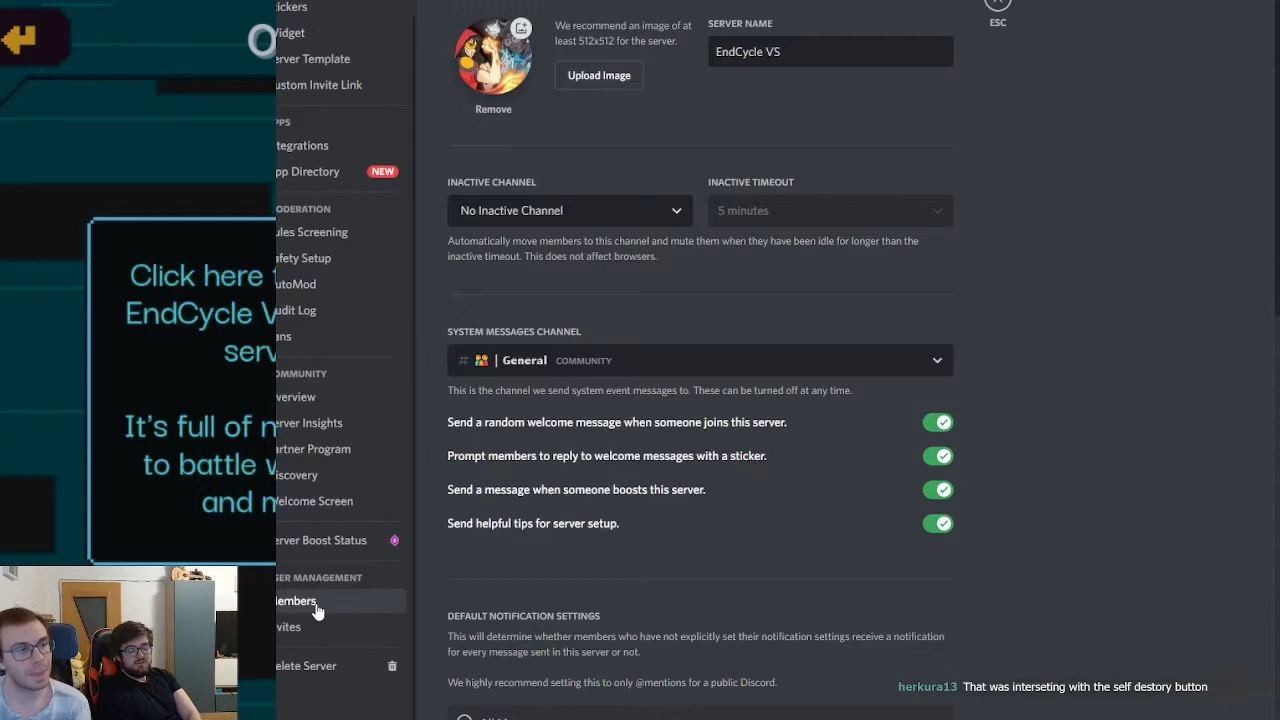 O
Click here
EndCycle V
serv
It's full of
to battle
and
tickers
idget
erver Template
ustom Invite Link
PPS
ntegrations
pp Directory NEW
ODERATION
ules Screening
afety Setup
utoMod
udit Log
ans
OMMUNITY
verview
erver Insights
artner Program
iscovery
elcome Screen
erver Boost Status
SER MANAGEMENT
embers
vites
elete Server
We recommend an image of at
least 512x512 for the server.
Upload Image
Remove
SERVER NAME
EndCycle VS
ESC
INACTIVE CHANNEL
No Inactive Channel
INACTIVE TIMEOUT
5 minutes
Automatically move members to this channel and mute them when they have been idle for longer than the
inactive timeout. This does not affect browsers.
SYSTEM MESSAGES CHANNEL
# | General COMMUNITY
This is the channel we send system event messages to. These can be turned off at any time.
Send a random welcome message when someone joins this server.
Prompt members to reply to welcome messages with a sticker.
Send a message when someone boosts this server.
Send helpful tips for server setup.
DEFAULT NOTIFICATION SETTINGS
This will determine whether members who have not explicitly set their notification settings receive a notification
for every message sent in this server or not.
We highly recommend setting this to only @mentions for a public Discord.
herkura13 That was interseting with the self destory button